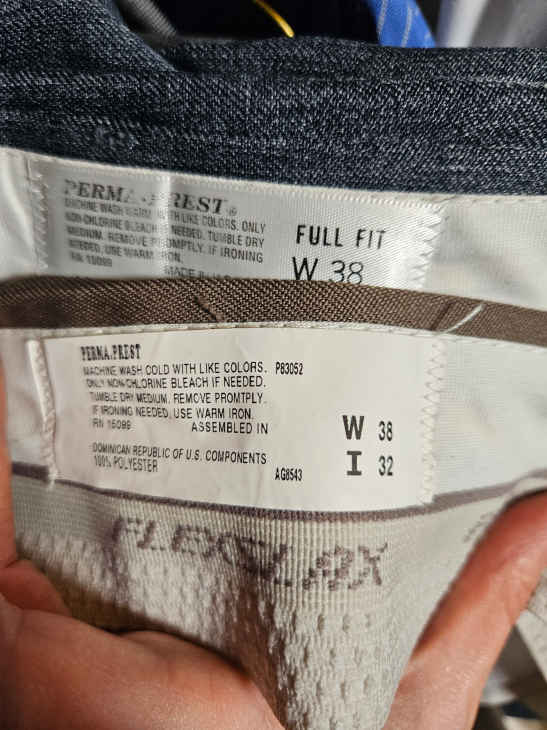 PERMA-PREST®
MACHINE WASH WARM WITH LIKE COLORS. ONLY
NON-CHLORINE BLEACH IF NEEDED. TUMBLE DRY
MEDIUM. REMOVE PROMPTLY. IF IRONING
NEEDED, USE WARM IRON.
RN 15099
MADE IN
FULL FIT
W 38
PERMA.PREST
MACHINE WASH COLD WITH LIKE COLORS. P83052
ONLY NON-CHLORINE BLEACH IF NEEDED.
TUMBLE DRY MEDIUM. REMOVE PROMPTLY.
IF IRONING NEEDED, USE WARM IRON.
RN 15099 ASSEMBLED IN
DOMINICAN REPUBLIC OF U.S. COMPONENTS
100% POLYESTER
AG8543
W 38
I 32
FLEXSLAX